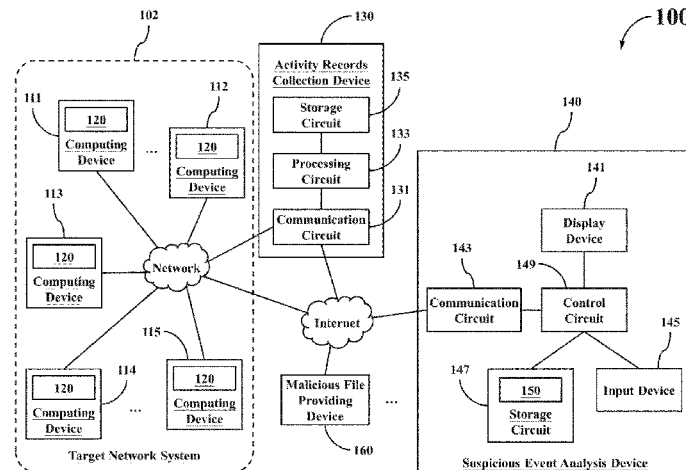 100
102
130
Activity Records
Collection Device
135
Storage
Circuit
133
Processing
Circuit
131
Communication
Circuit
111
120
Computing
Device
...
112
120
Computing
Device
113
120
Computing
Device
Network
115
120
Computing
Device
114
120
Computing
Device
...
Target Network System
Internet
Malicious File
Providing
Device
160
...
140
141
Display
Device
143
149
Communication
Circuit
Control
Circuit
145
147
150
Storage
Circuit
Input Device
Suspicious Event Analysis Device